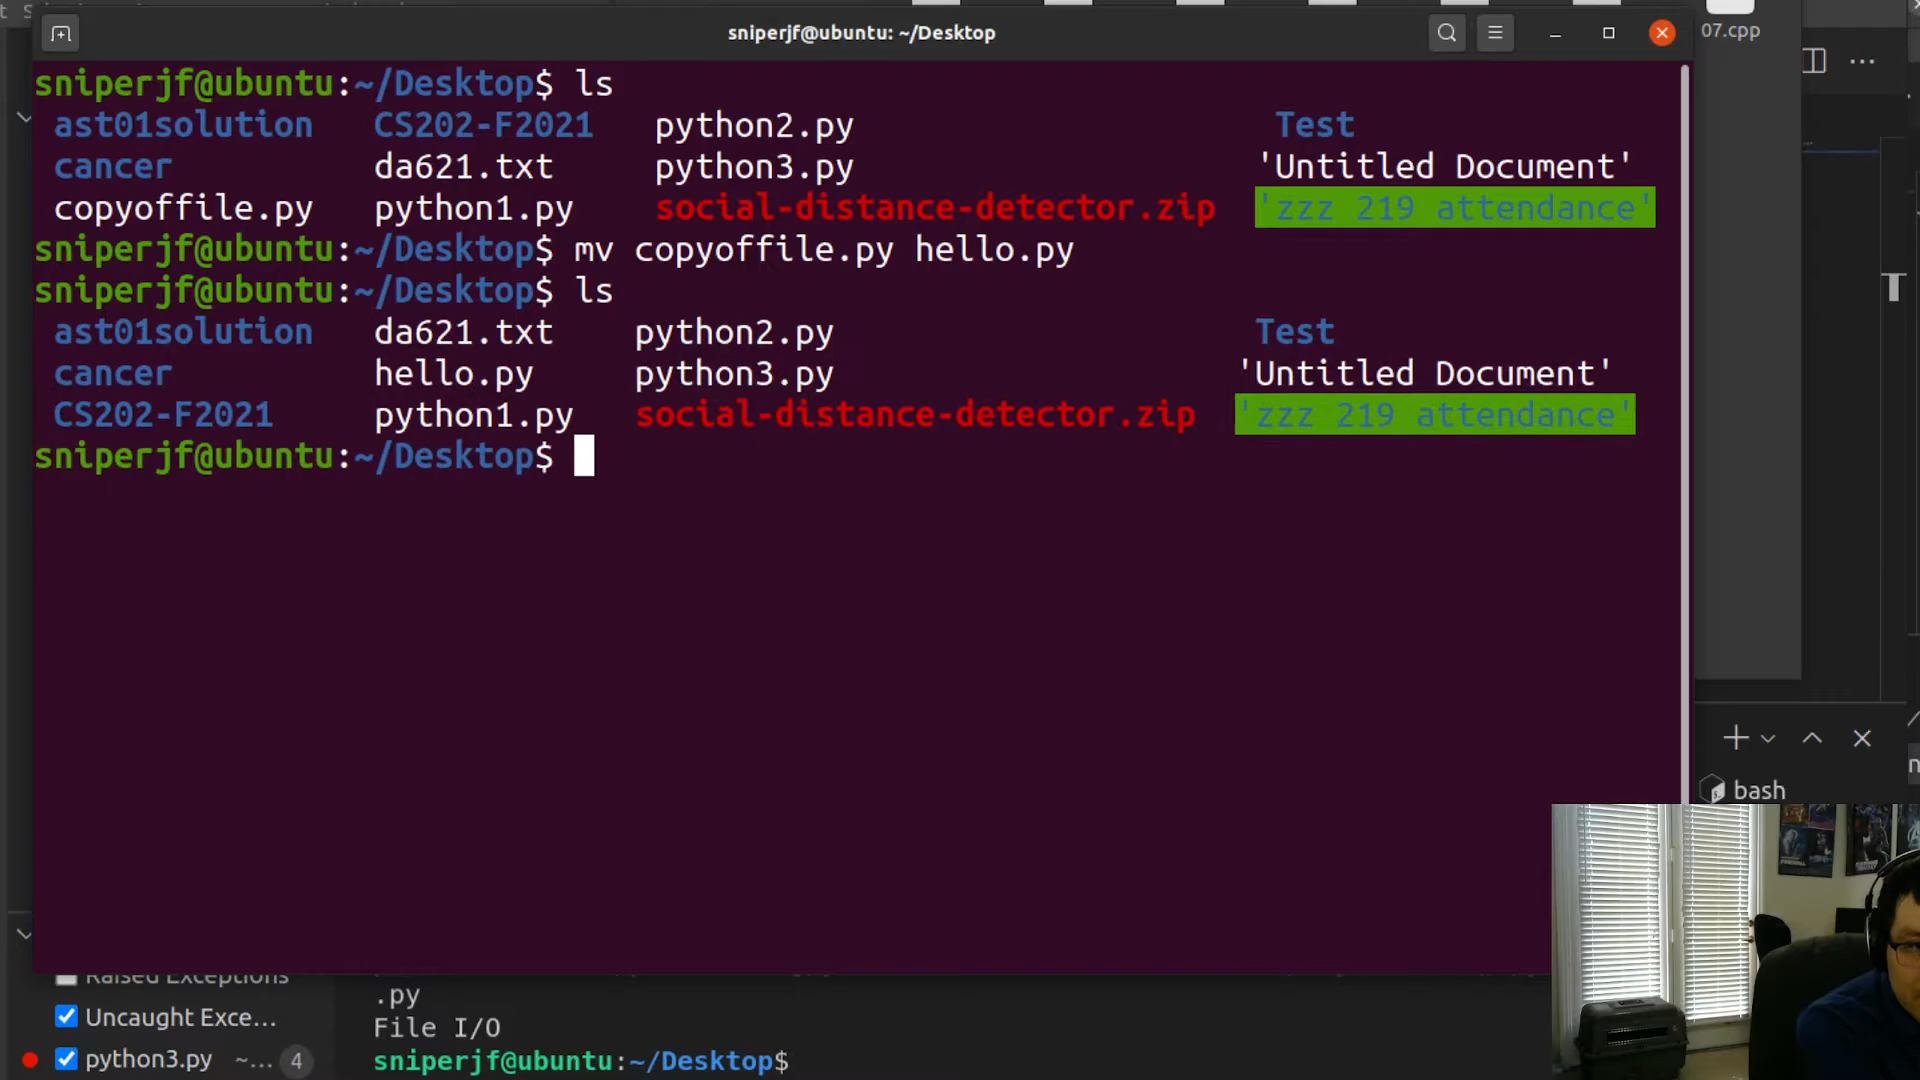 sniperjf@ubuntu: ~/Desktop
07.cpp
sniperjf@ubuntu:~/Desktop$ ls
ast01solution CS202-F2021 python2.py Test
cancer da621.txt python3.py 'Untitled Document'
copyoffile.py python1.py social-distance-detector.zip 'zzz 219 attendance'
sniperjf@ubuntu:~/Desktop$ mv copyoffile.py hello.py
sniperjf@ubuntu:~/Desktop$ ls
ast01solution da621.txt python2.py Test
cancer hello.py python3.py 'Untitled Document'
CS202-F2021 python1.py social-distance-detector.zip 'zzz 219 attendance'
sniperjf@ubuntu:~/Desktop$
bash
Raised Exceptions
.py
Uncaught Exce...
File I/O
python3.py ~... 4
sniperjf@ubuntu:~/Desktop$